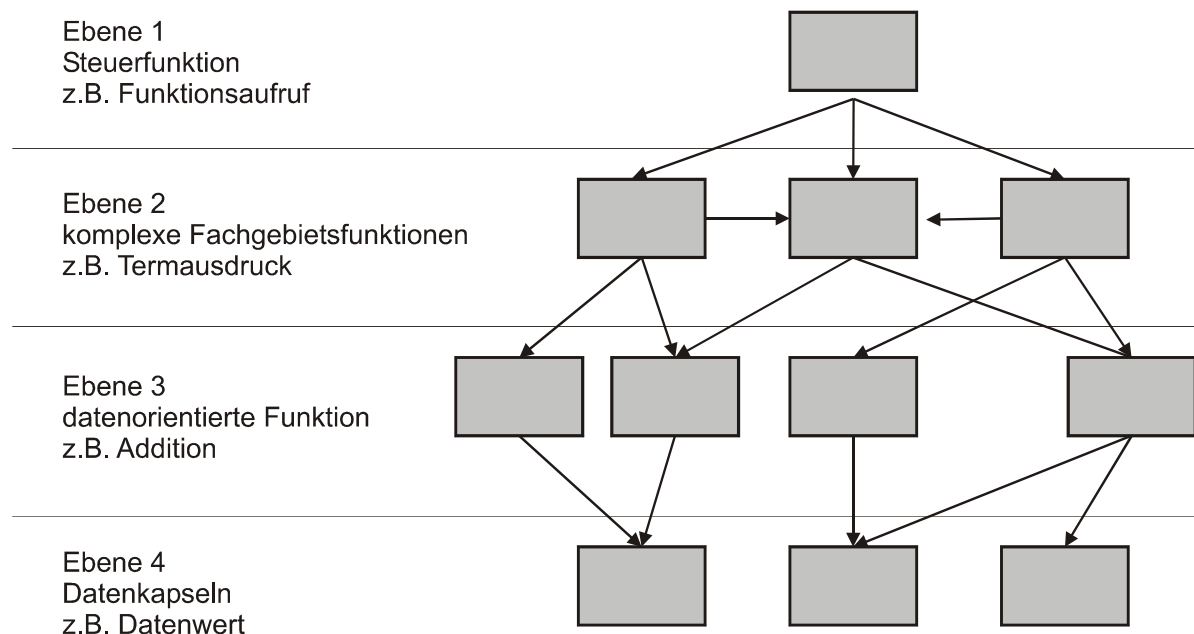 Ebene 1
Steuerfunktion
z.B. Funktionsaufruf
Ebene 2
komplexe Fachgebietsfunktionen
z.B. Termausdruck
Ebene 3
datenorientierte Funktion
z.B. Addition
Ebene 4
Datenkapseln
z.B. Datenwert